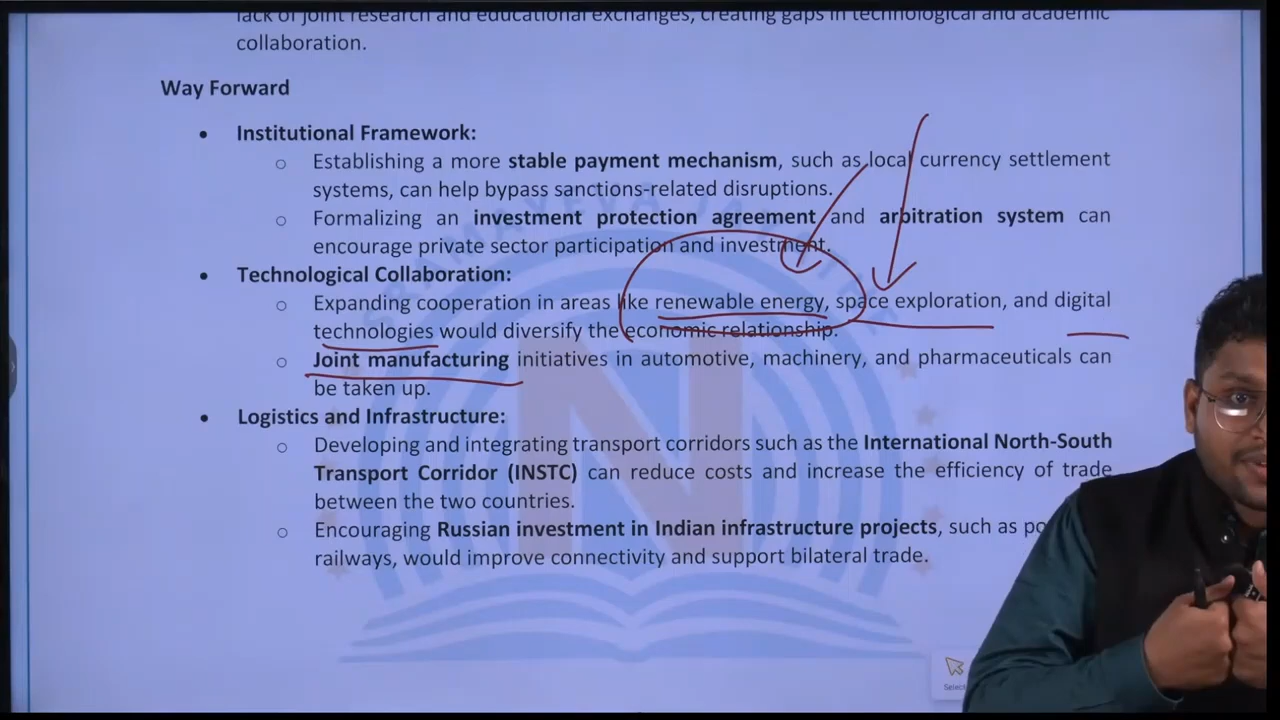 lack of joint research and educational exchanges, creating gaps in technological and academic
collaboration.
Way Forward
• Institutional Framework:
o Establishing a more stable payment mechanism, such as local currency settlement
systems, can help bypass sanctions-related disruptions.
o Formalizing an investment protection agreement and arbitration system can
encourage private sector participation and investment.
• Technological Collaboration:
o Expanding cooperation in areas like renewable energy, space exploration, and digital
technologies would diversify the economic relationship.
o Joint manufacturing initiatives in automotive, machinery, and pharmaceuticals can
be taken up.
• Logistics and Infrastructure:
o Developing and integrating transport corridors such as the International North-South
Transport Corridor (INSTC) can reduce costs and increase the efficiency of trade
between the two countries.
o Encouraging Russian investment in Indian infrastructure projects, such as
railways, would improve connectivity and support bilateral trade.
Select